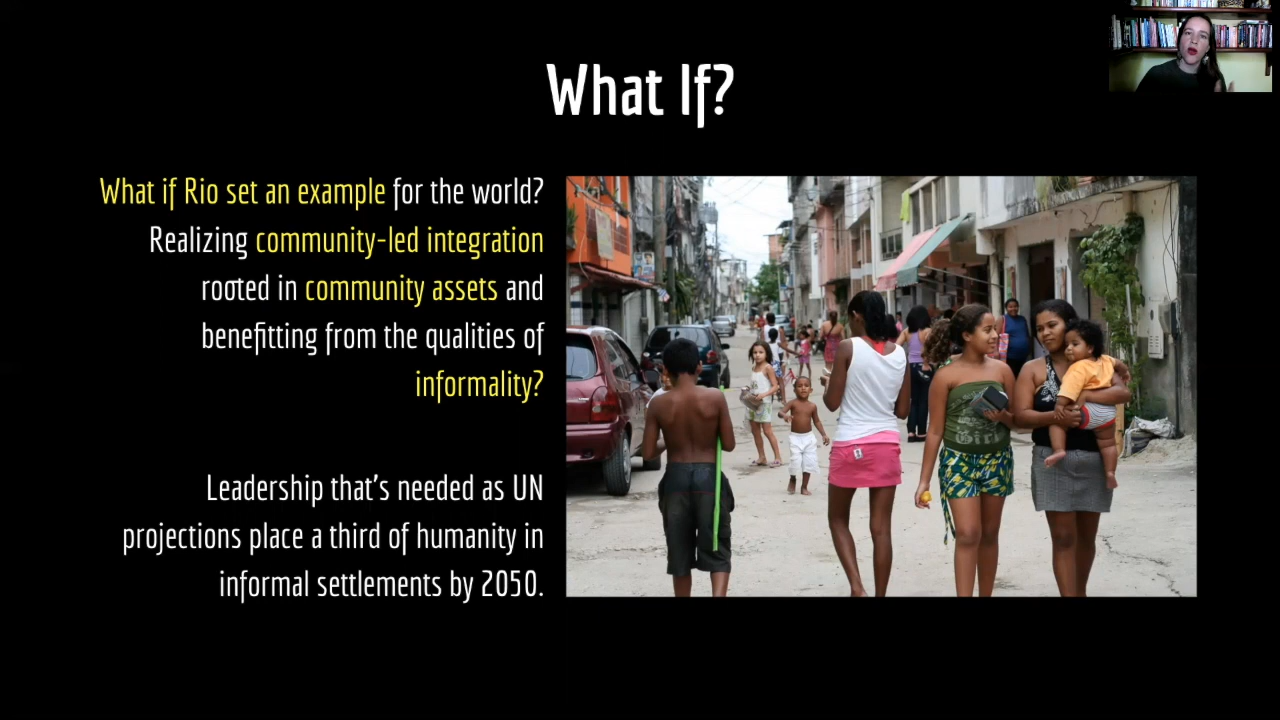 What If?
What if Rio set an example for the world?
Realizing community-led integration
rooted in community assets and
benefitting from the qualities of
informality?
Leadership that's needed as UN
projections place a third of humanity in
informal settlements by 2050.
Girl